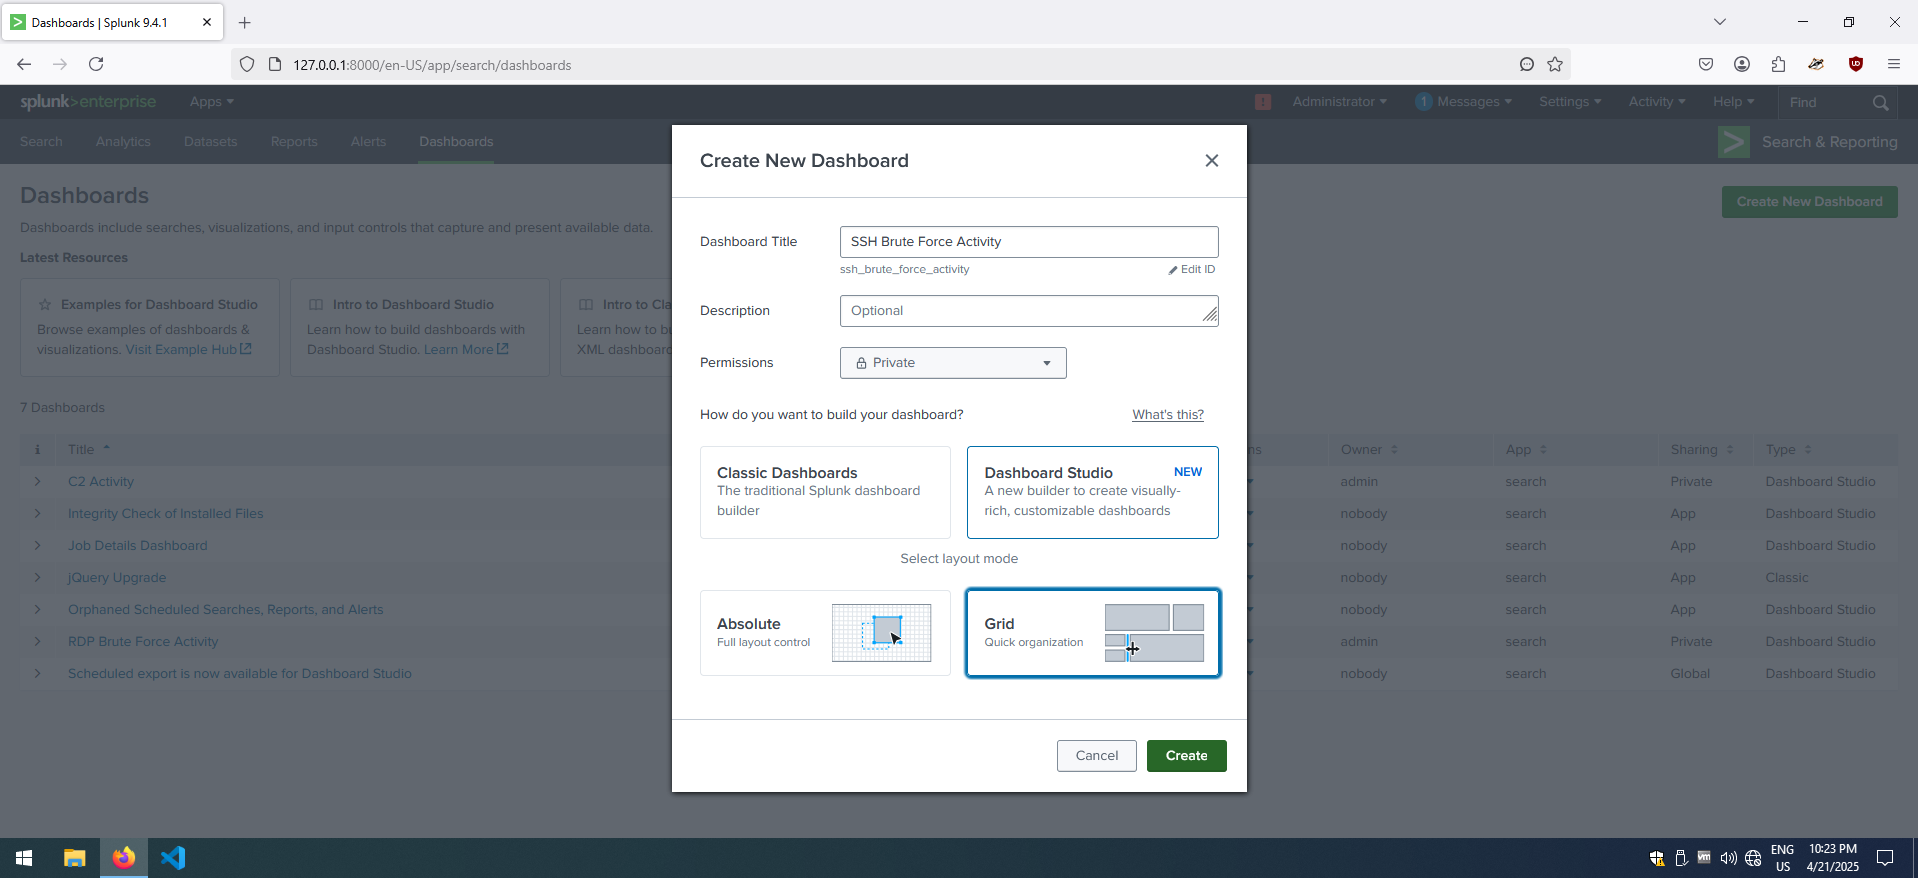 Dashboards | Splunk 9.4.1
127.0.0.1:8000/en-US/app/search/dashboards
splunk>enterprise Apps Administrator 1 Messages Settings Activity Help Find
Search Analytics Datasets Reports Alerts Dashboards Search & Reporting
Dashboards
Create New Dashboard
Dashboards include searches, visualizations, and input controls that capture and present available data.
Latest Resources
Examples for Dashboard Studio
Browse examples of dashboards &
visualizations. Visit Example Hub
Intro to Dashboard Studio
Learn how to build dashboards with
Dashboard Studio. Learn More
Intro to Cla
Learn how to bu
XML dashboard
7 Dashboards
i Title ns Owner App Sharing Type
C2 Activity admin search Private Dashboard Studio
Integrity Check of Installed Files nobody search App Dashboard Studio
Job Details Dashboard nobody search App Dashboard Studio
jQuery Upgrade nobody search App Classic
Orphaned Scheduled Searches, Reports, and Alerts nobody search App Dashboard Studio
RDP Brute Force Activity admin search Private Dashboard Studio
Scheduled export is now available for Dashboard Studio nobody search Global Dashboard Studio
Create New Dashboard
Dashboard Title SSH Brute Force Activity
ssh_brute_force_activity Edit ID
Description Optional
Permissions Private
How do you want to build your dashboard? What's this?
Classic Dashboards
The traditional Splunk dashboard
builder
Dashboard Studio NEW
A new builder to create visually-
rich, customizable dashboards
Select layout mode
Absolute
Full layout control
Grid
Quick organization
Cancel Create
ENG
US
10:23 PM
4/21/2025